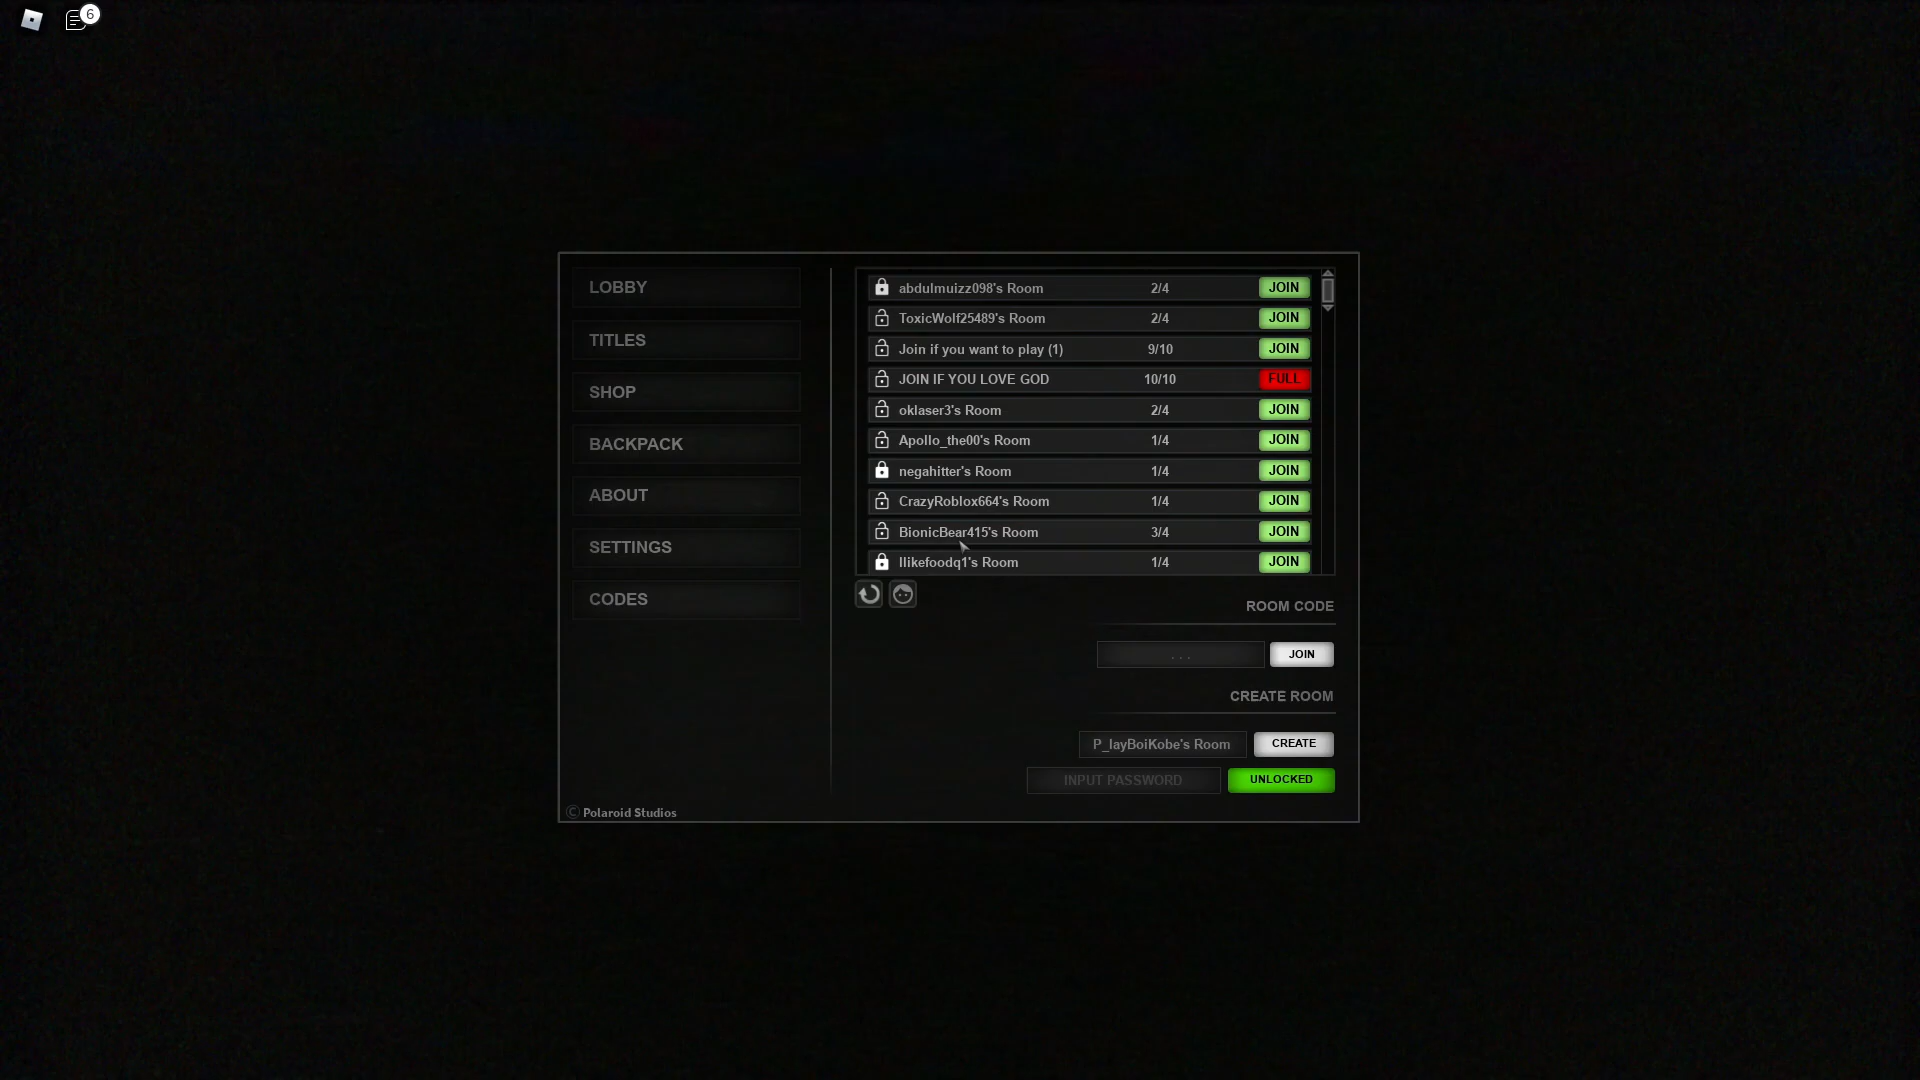 6
LOBBY
TITLES
SHOP
BACKPACK
ABOUT
SETTINGS
CODES
abdulmuizz098's Room 2/4 JOIN
ToxicWolf25489's Room 2/4 JOIN
Join if you want to play (1) 9/10 JOIN
JOIN IF YOU LOVE GOD 10/10 FULL
oklaser3's Room 2/4 JOIN
Apollo_the00's Room 1/4 JOIN
negahitter's Room 1/4 JOIN
CrazyRoblox664's Room 1/4 JOIN
BionicBear415's Room 3/4 JOIN
Ilikefoodq1's Room 1/4 JOIN
ROOM CODE
... JOIN
CREATE ROOM
P_layBoiKobe's Room CREATE
INPUT PASSWORD UNLOCKED
© Polaroid Studios